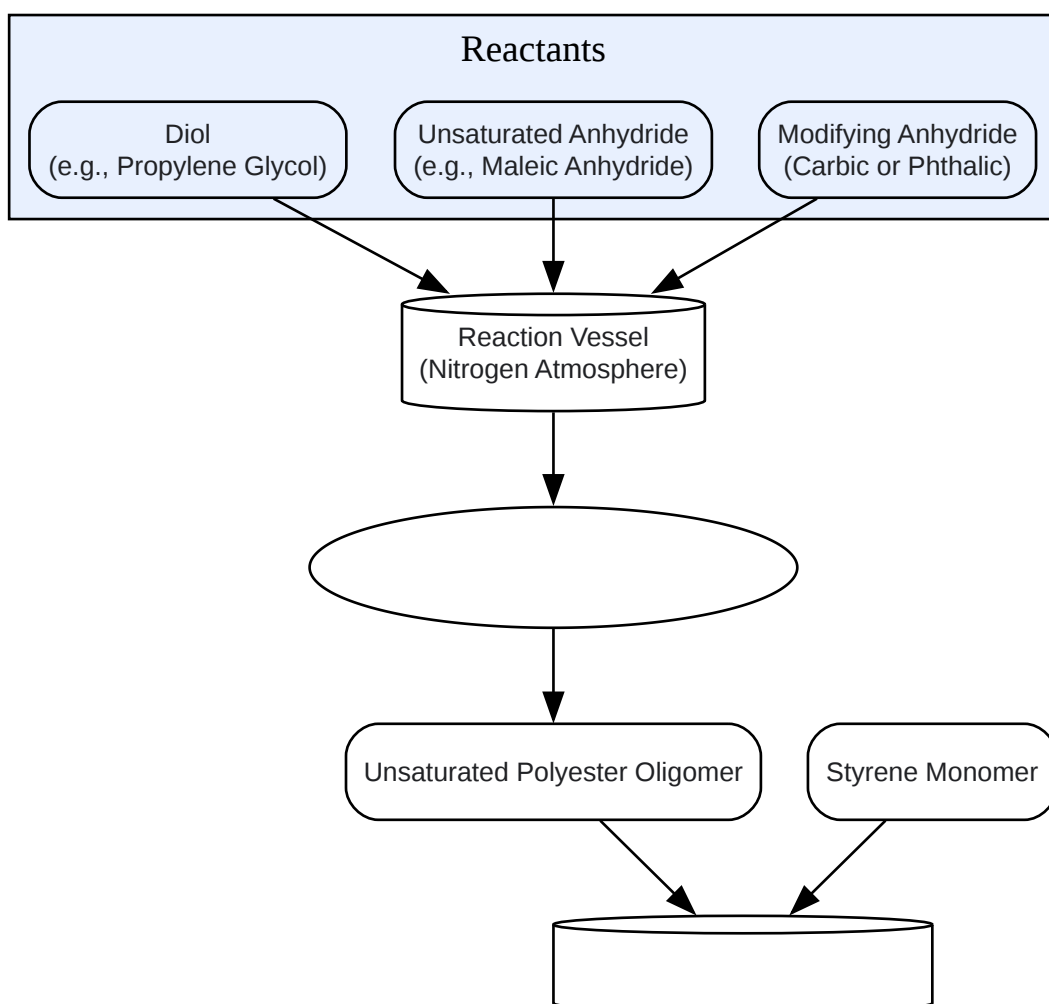 Reactants
Diol
(e.g., Propylene Glycol)
Unsaturated Anhydride
(e.g., Maleic Anhydride)
Modifying Anhydride
(Carbic or Phthalic)
Reaction Vessel
(Nitrogen Atmosphere)
Unsaturated Polyester Oligomer
Styrene Monomer